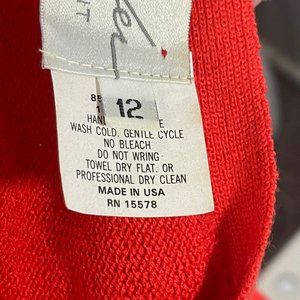 12
WASH COLD. GENTLE CYCLE
NO BLEACH
DO NOT WRING
TOWEL DRY FLAT. OR
PROFESSIONAL DRY CLEAN
MADE IN USA
RN 15578